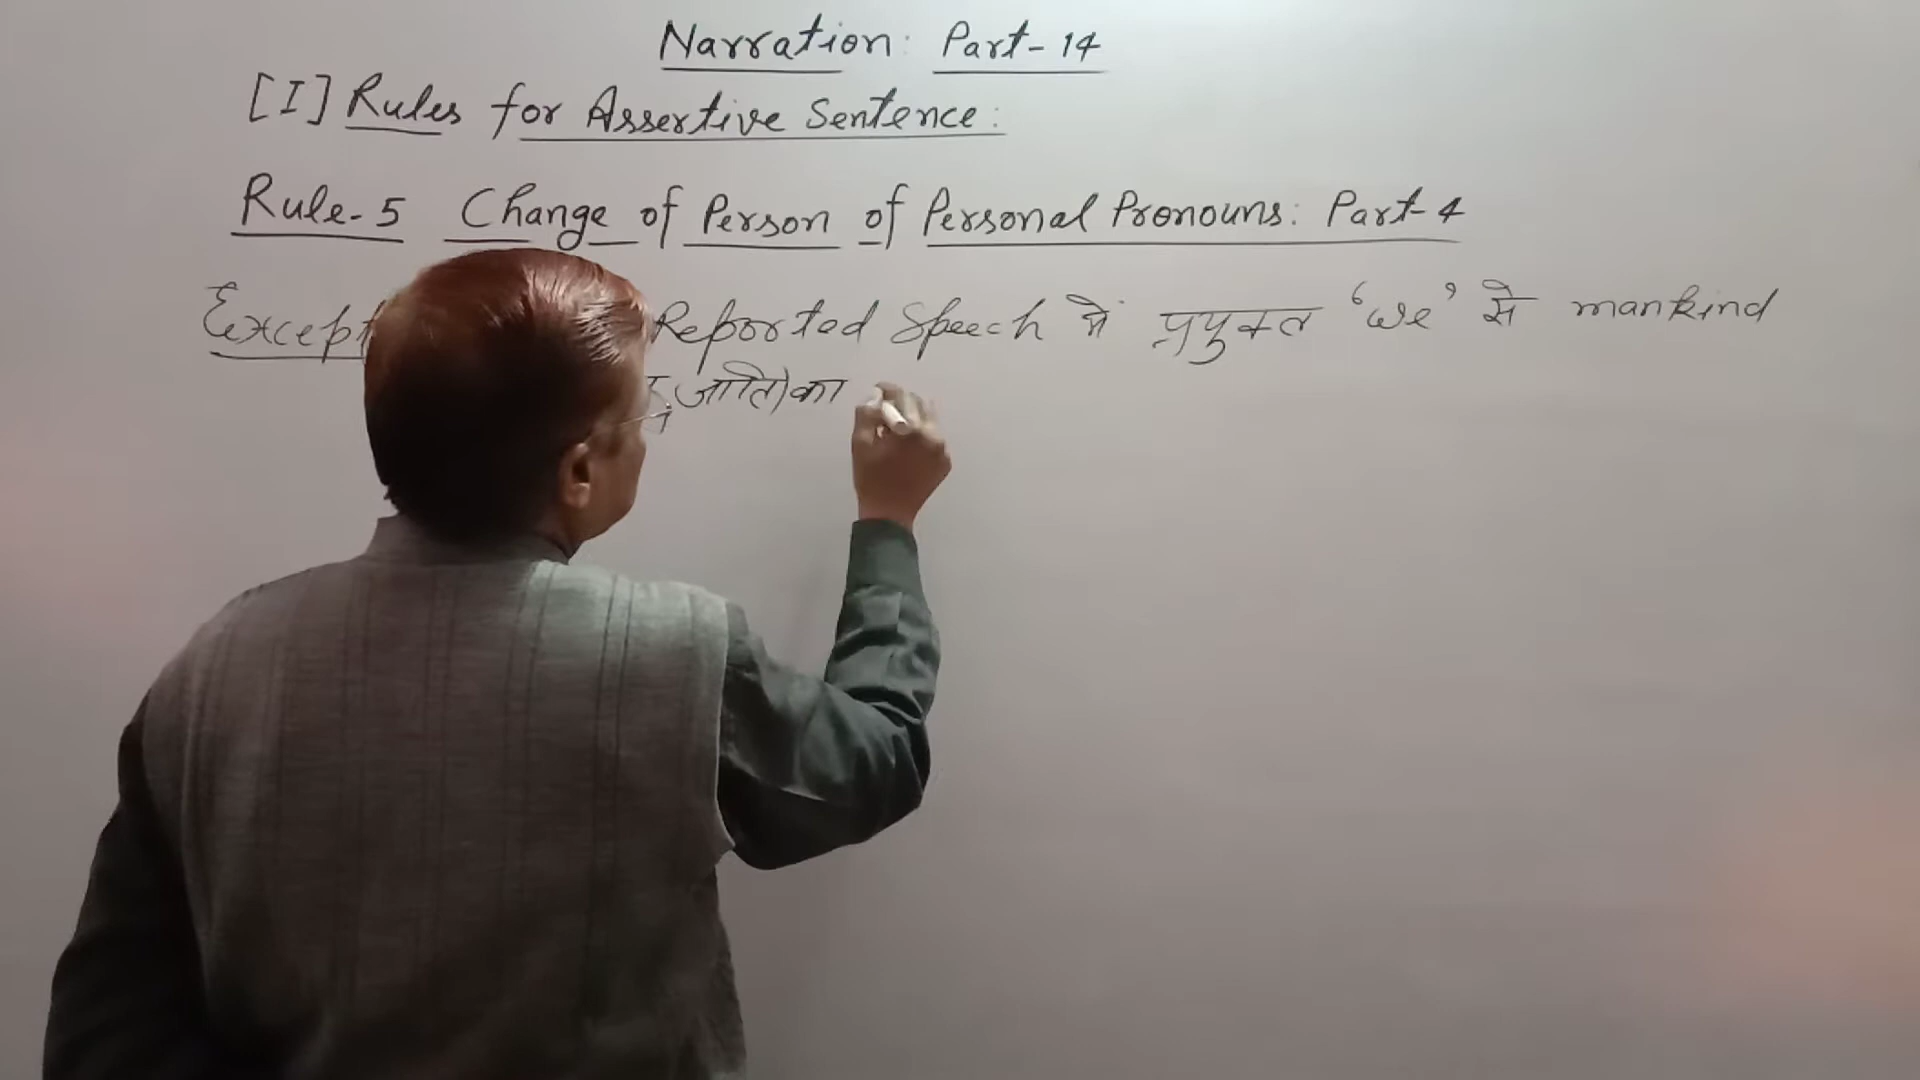 Narration: Part-14
[I] Rules for Assertive Sentence:
Rule-5 Change of Person of Personal Pronouns: Part-4
Except Reported Speech में प्रयुक्त 'we' से mankind
जाति) का